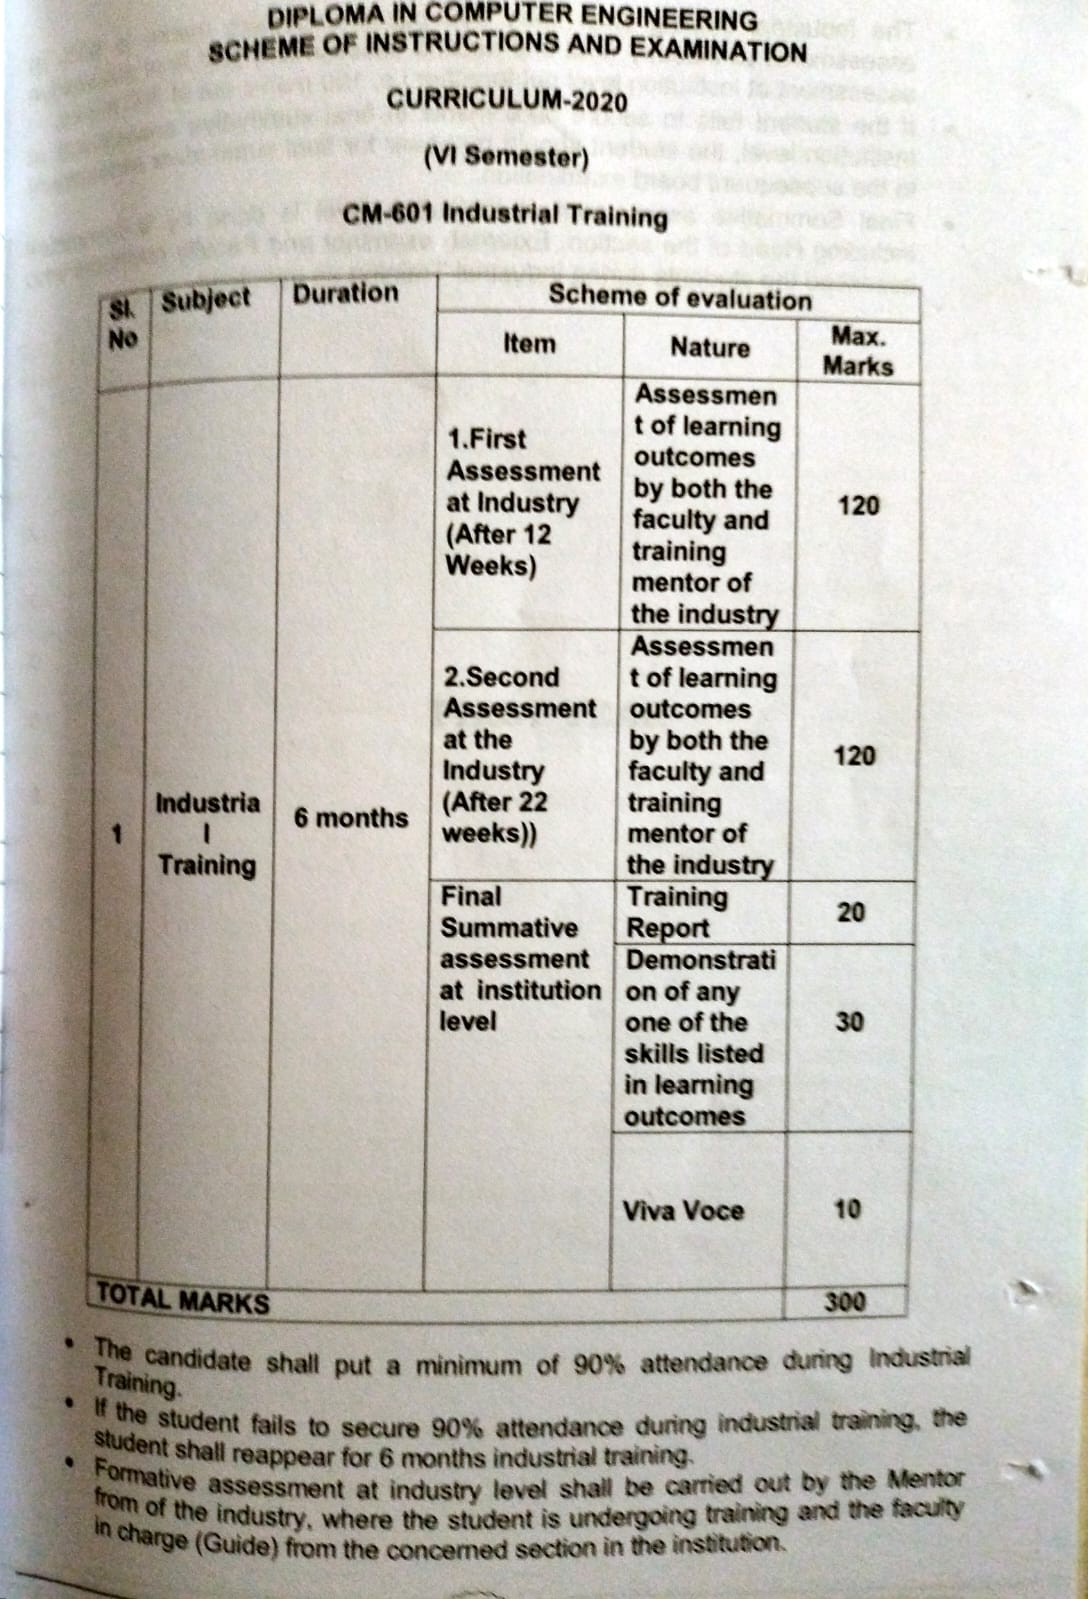 DIPLOMA IN COMPUTER ENGINEERING
SCHEME OF INSTRUCTIONS AND EXAMINATION
CURRICULUM-2020
(VI Semester)
CM-601 Industrial Training
Sl.
No
Subject
Duration
Scheme of evaluation
Item
Nature
Max.
Marks
1
Industria
l
Training
6 months
1.First
Assessment
at Industry
(After 12
Weeks)
Assessmen
t of learning
outcomes
by both the
faculty and
training
mentor of
the industry
120
2.Second
Assessment
at the
Industry
(After 22
weeks))
Assessmen
t of learning
outcomes
by both the
faculty and
training
mentor of
the industry
120
Final
Summative
assessment
at institution
level
Training
Report
20
Demonstrati
on of any
one of the
skills listed
in learning
outcomes
30
Viva Voce
10
TOTAL MARKS
300
• The candidate shall put a minimum of 90% attendance during Industrial
Training.
• If the student fails to secure 90% attendance during industrial training, the
student shall reappear for 6 months industrial training.
• Formative assessment at industry level shall be carried out by the Mentor
from of the industry, where the student is undergoing training and the faculty
in charge (Guide) from the concerned section in the institution.